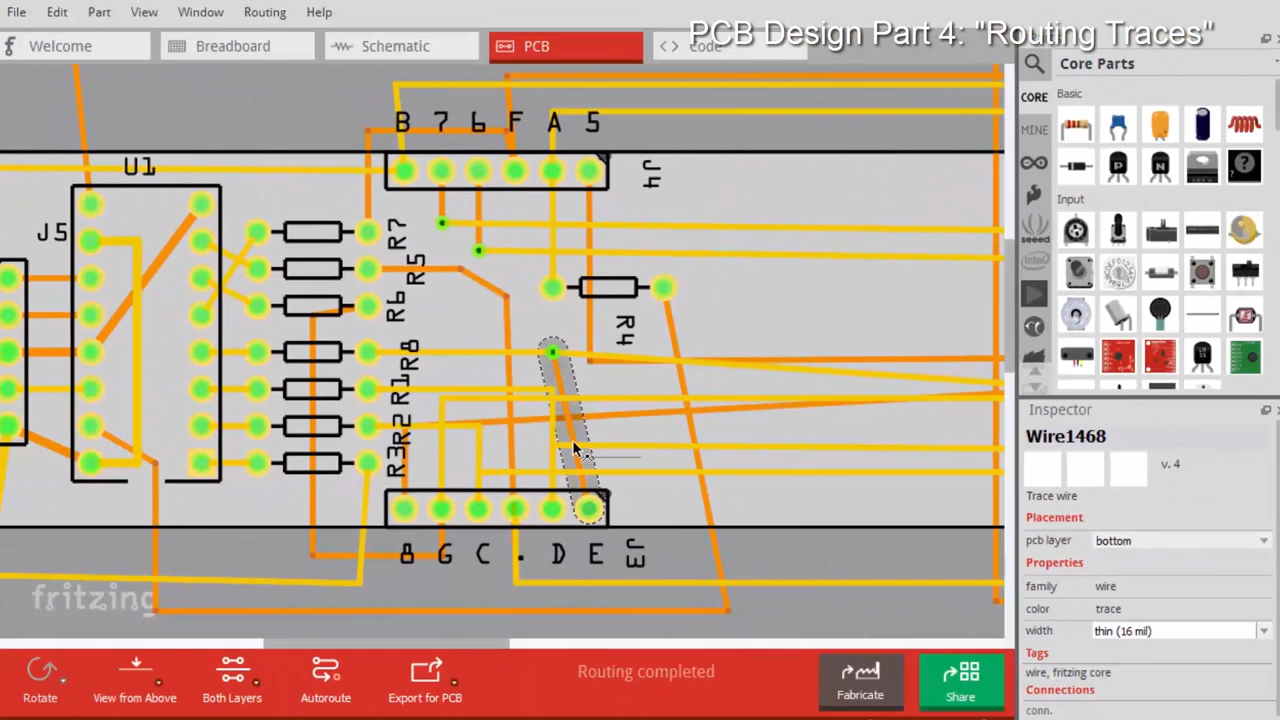 File Edit Part View Window Routing Help
PCB Design Part 4: "Routing Traces"
Welcome
Breadboard
Schematic
PCB
Code
Core Parts
CORE
Basic
MINE
Input
seeed
Intel
B 7 6 F A 5
J4
U1
J5
R7
R5
R6
R4
R8
R1
R2
R3
8 G C . D E
J3
fritzing
Inspector
Wire1468
v. 4
Trace wire
Placement
pcb layer bottom
Properties
family wire
color trace
width thin (16 mil)
Tags
wire, fritzing core
Connections
conn.
Rotate
View from Above
Both Layers
Autoroute
Export for PCB
Routing completed
Fabricate
Share